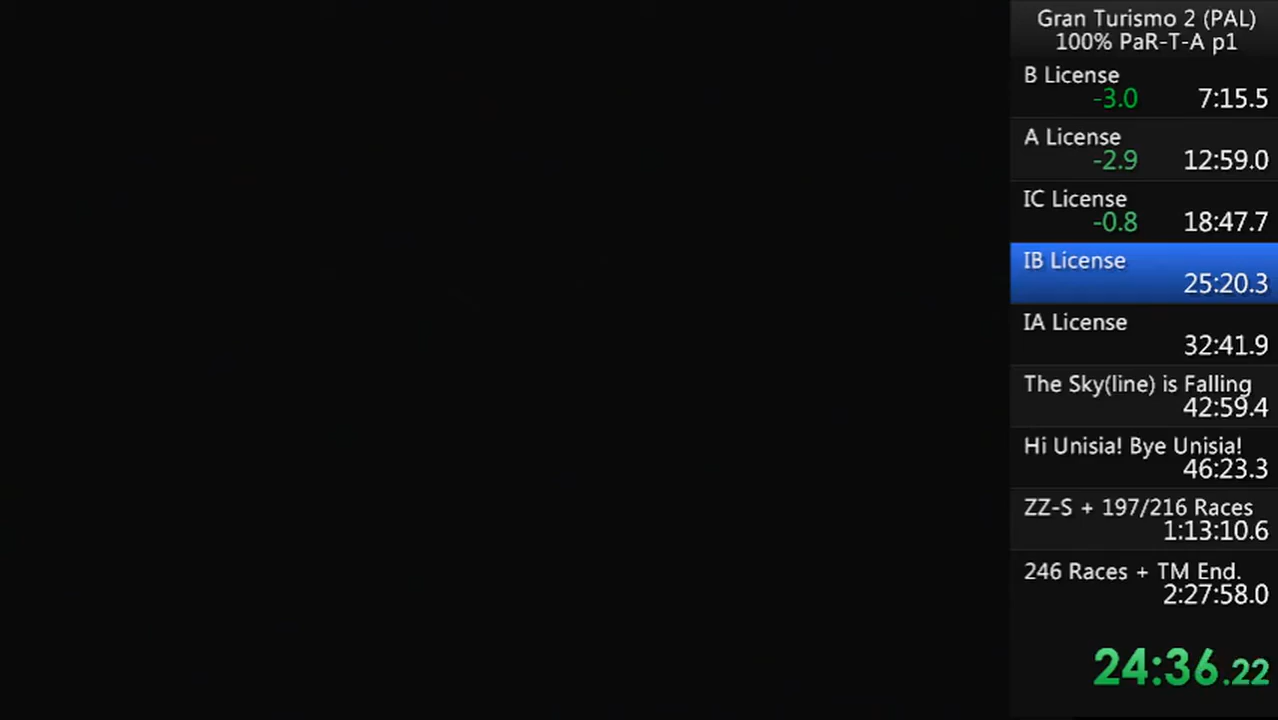 Gran Turismo 2 (PAL)
100% PaR-T-A p1
B License
-3.0 7:15.5
A License
-2.9 12:59.0
IC License
-0.8 18:47.7
IB License
25:20.3
IA License
32:41.9
The Sky(line) is Falling
42:59.4
Hi Unisia! Bye Unisia!
46:23.3
ZZ-S + 197/216 Races
1:13:10.6
246 Races + TM End.
2:27:58.0
24:36.22